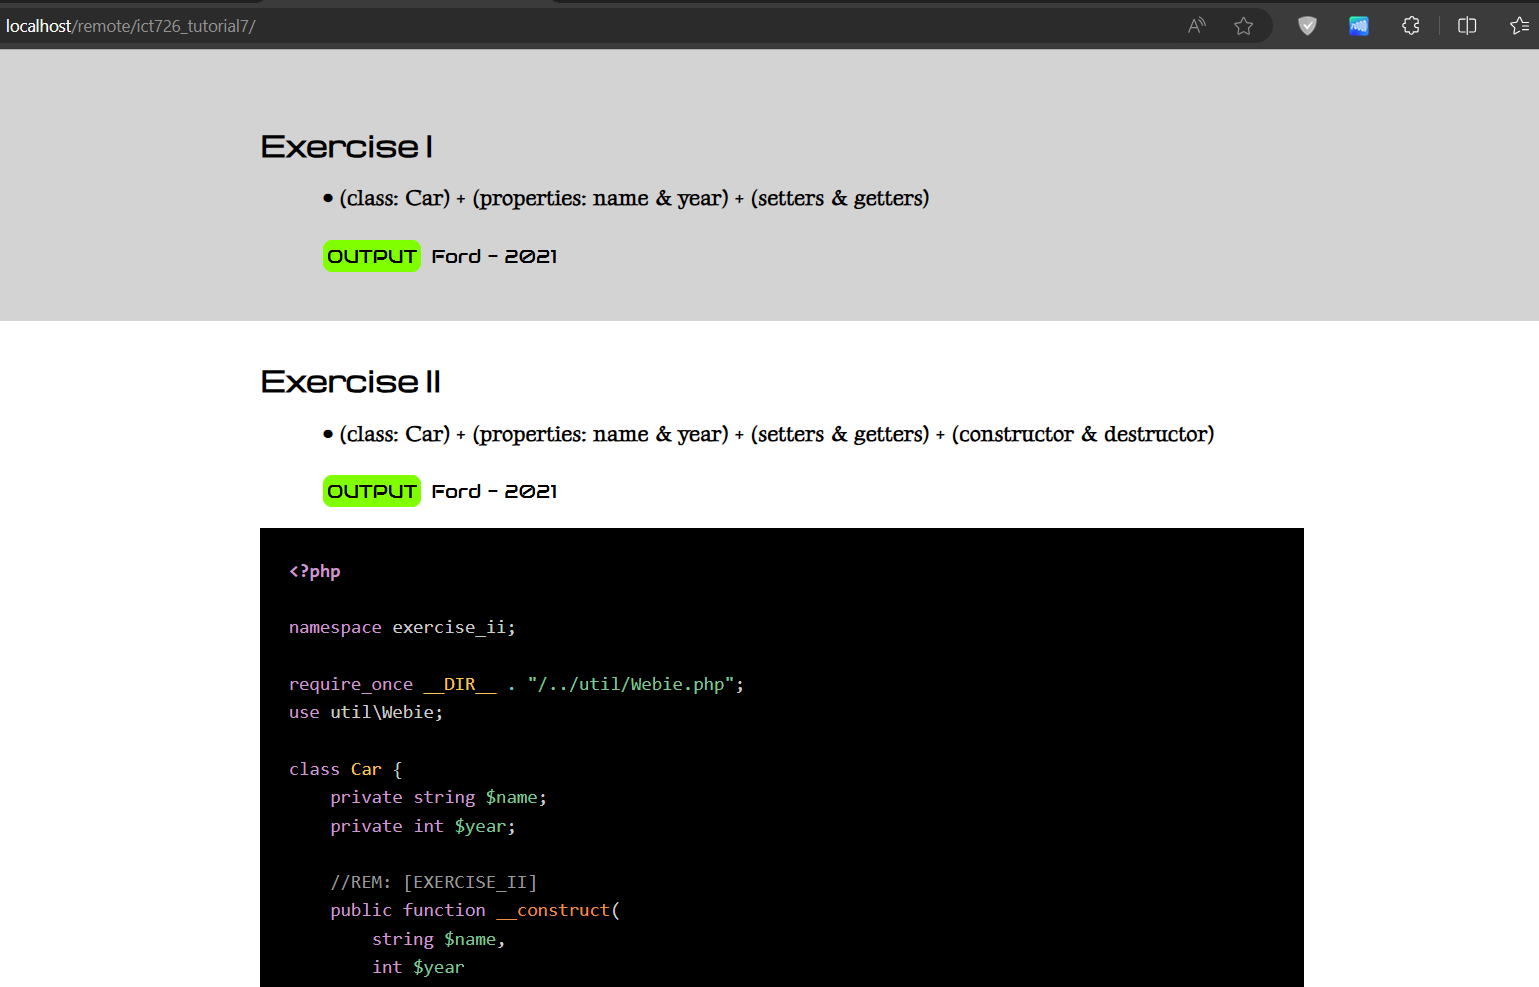 localhost/remote/ict726_tutorial7/
Exercise I
• (class: Car) + (properties: name & year) + (setters & getters)
OUTPUT Ford - 2021
Exercise II
• (class: Car) + (properties: name & year) + (setters & getters) + (constructor & destructor)
OUTPUT Ford - 2021
<?php
namespace exercise_ii;
require_once __DIR__ . "/../util/Webie.php";
use util\Webie;
class Car {
    private string $name;
    private int $year;
    //REM: [EXERCISE_II]
    public function __construct(
        string $name,
        int $year